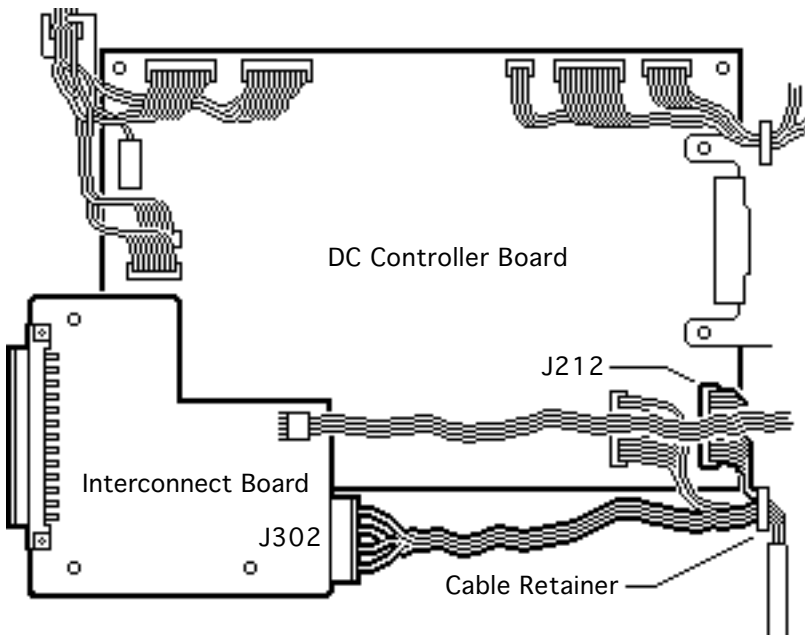 DC Controller Board
J212
Interconnect Board
J302
Cable Retainer